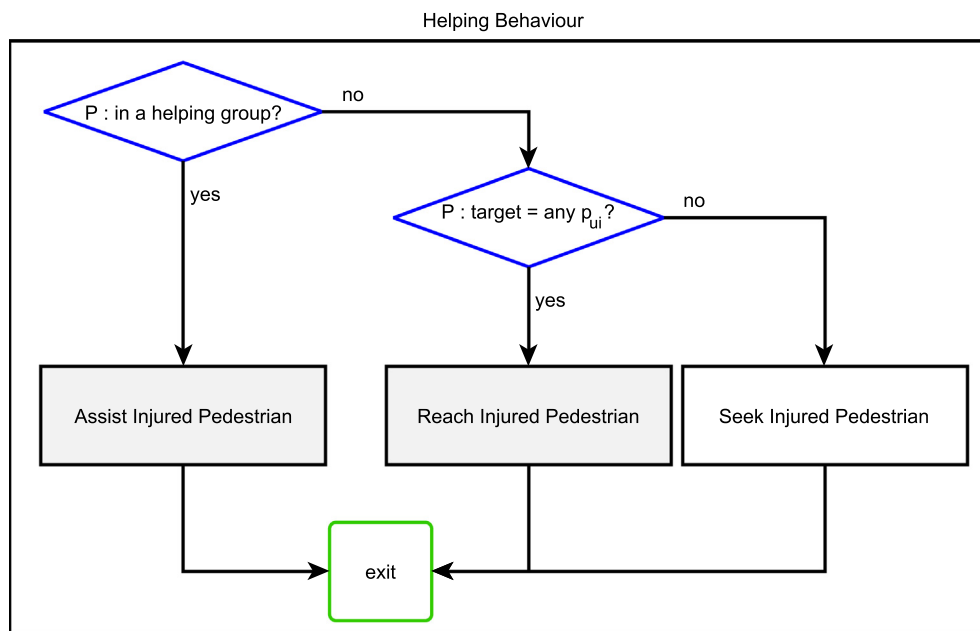 Helping Behaviour
P : in a helping group?
no
yes
P : target = any p_ui?
no
yes
Assist Injured Pedestrian
Reach Injured Pedestrian
Seek Injured Pedestrian
exit